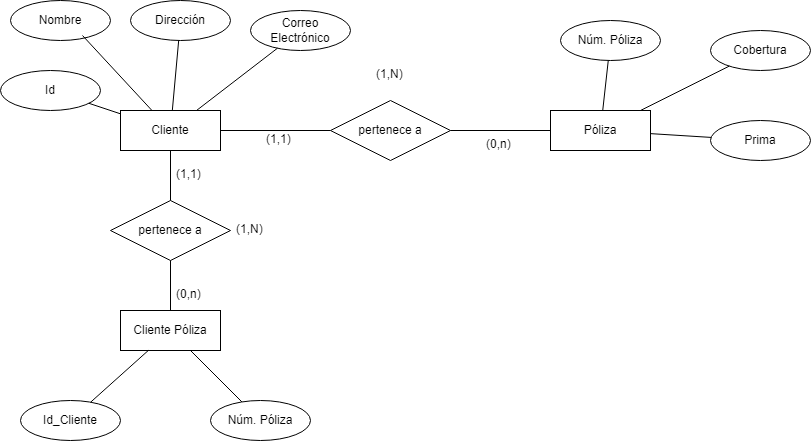 Nombre
Dirección
Correo
Electrónico
Núm. Póliza
Cobertura
Id
(1,N)
Cliente
pertenece a
Póliza
(1,1)
(0,n)
Prima
(1,1)
pertenece a
(1,N)
(0,n)
Cliente Póliza
Id_Cliente
Núm. Póliza